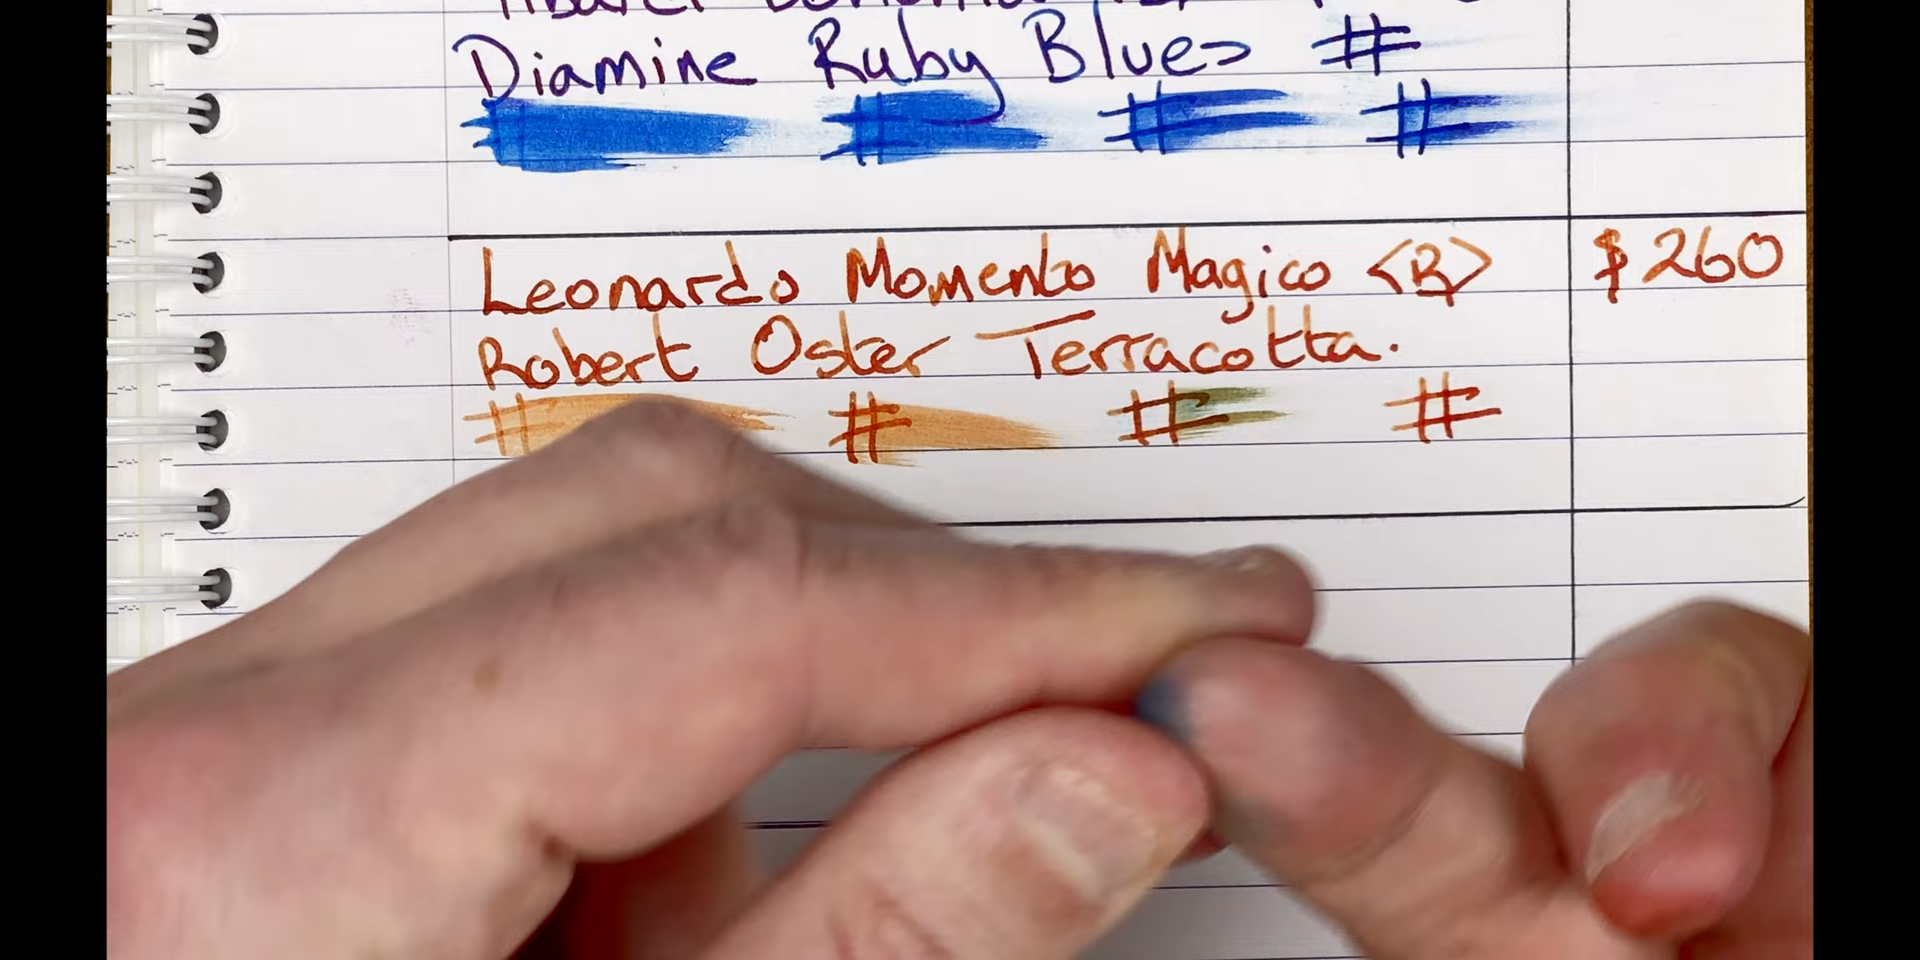 Diamine Ruby Blues #
# # # #
Leonardo Momento Magico <B> $260
Robert Oster Terracotta.
# # # #